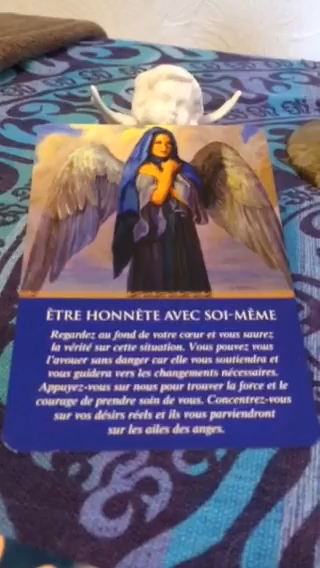 ÊTRE HONNÊTE AVEC SOI-MÊME
Regardez au fond de votre cœur et vous saurez
la vérité sur cette situation. Vous pouvez vous
l'avouer sans danger car elle vous soutiendra et
vous guidera vers les changements nécessaires.
Appuyez-vous sur nous pour trouver la force et le
courage de prendre soin de vous. Concentrez-vous
sur vos désirs réels et ils vous parviendront
sur les ailes des anges.